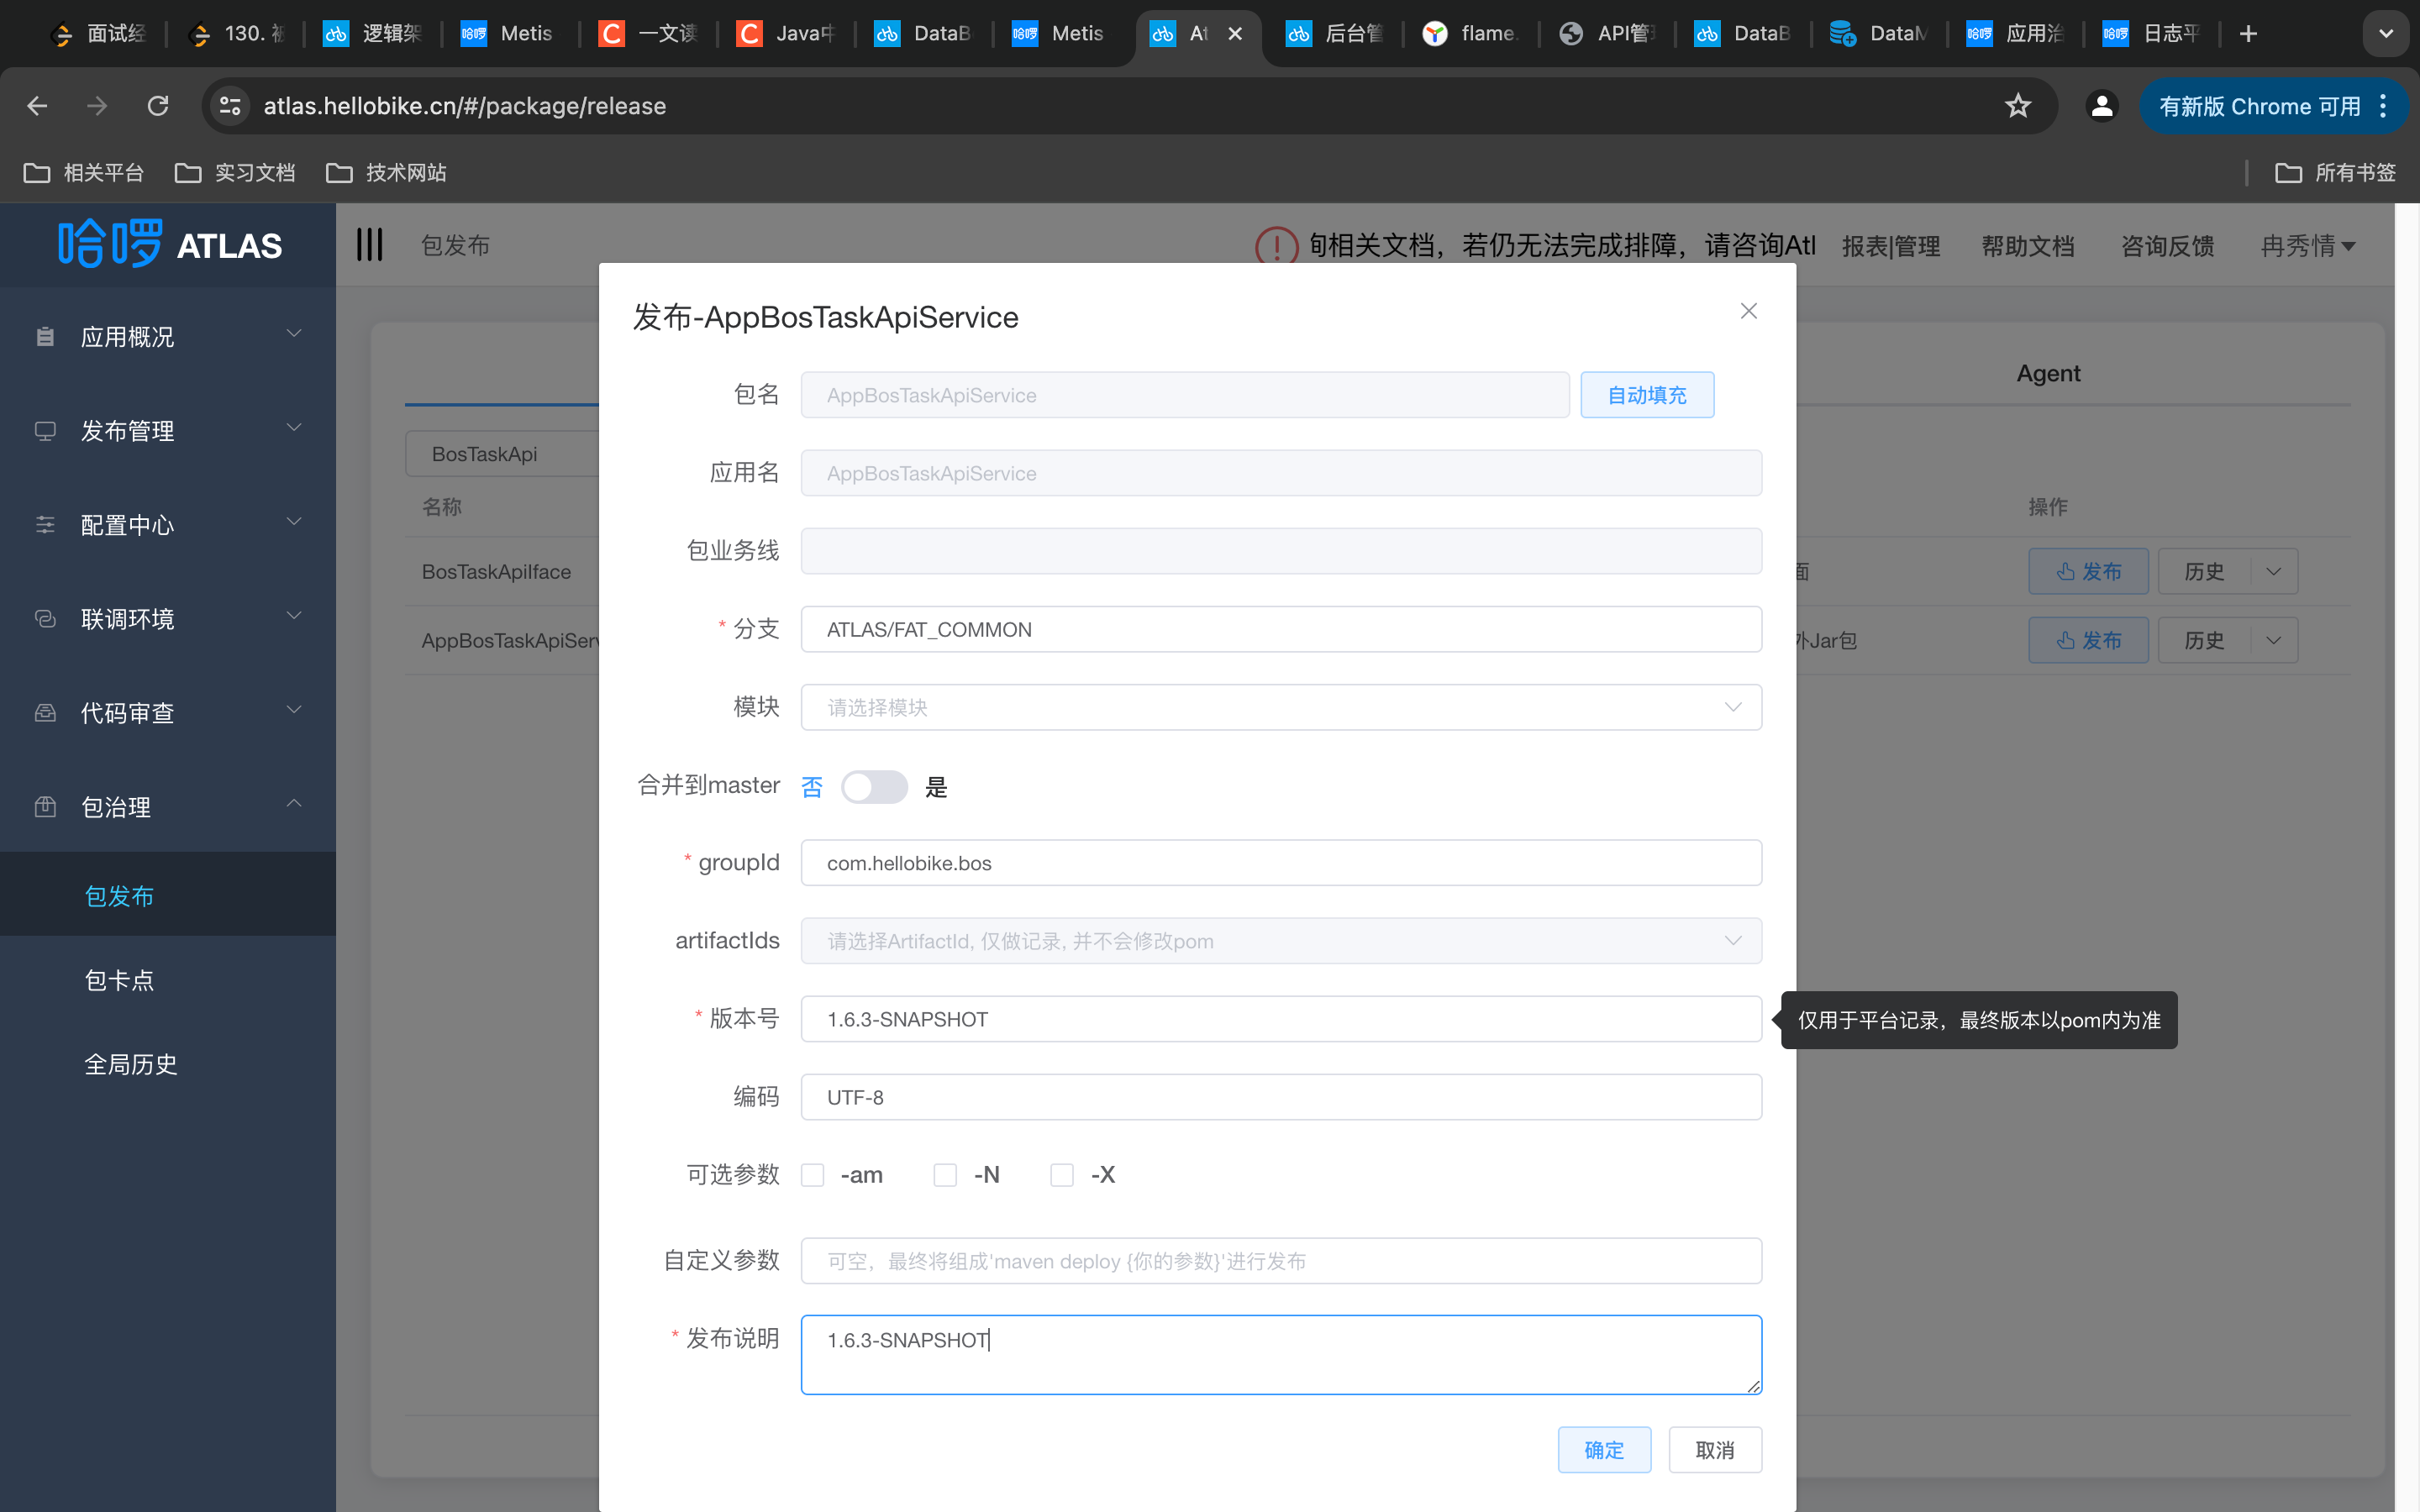 面试经 130. 被 逻辑架 Metis 一文读 Java中 DataB Metis At 后台管 flame. API管理 DataB DataM 应用治 日志平
atlas.hellobike.cn/#/package/release 有新版 Chrome 可用
相关平台 实习文档 技术网站 所有书签
哈啰 ATLAS 包发布 询相关文档，若仍无法完成排障，请咨询Atl 报表|管理 帮助文档 咨询反馈 冉秀情
应用概况
发布管理
配置中心
联调环境
代码审查
包治理
包发布
包卡点
全局历史
Agent
BosTaskApi
名称 操作
BosTaskApiIface 面 发布 历史
AppBosTaskApiServ 外Jar包 发布 历史
发布-AppBosTaskApiService
包名 AppBosTaskApiService 自动填充
应用名 AppBosTaskApiService
包业务线
* 分支 ATLAS/FAT_COMMON
模块 请选择模块
合并到master 否 是
* groupId com.hellobike.bos
artifactIds 请选择ArtifactId, 仅做记录, 并不会修改pom
* 版本号 1.6.3-SNAPSHOT 仅用于平台记录，最终版本以pom内为准
编码 UTF-8
可选参数 -am -N -X
自定义参数 可空，最终将组成'maven deploy {你的参数}'进行发布
* 发布说明 1.6.3-SNAPSHOT
确定 取消